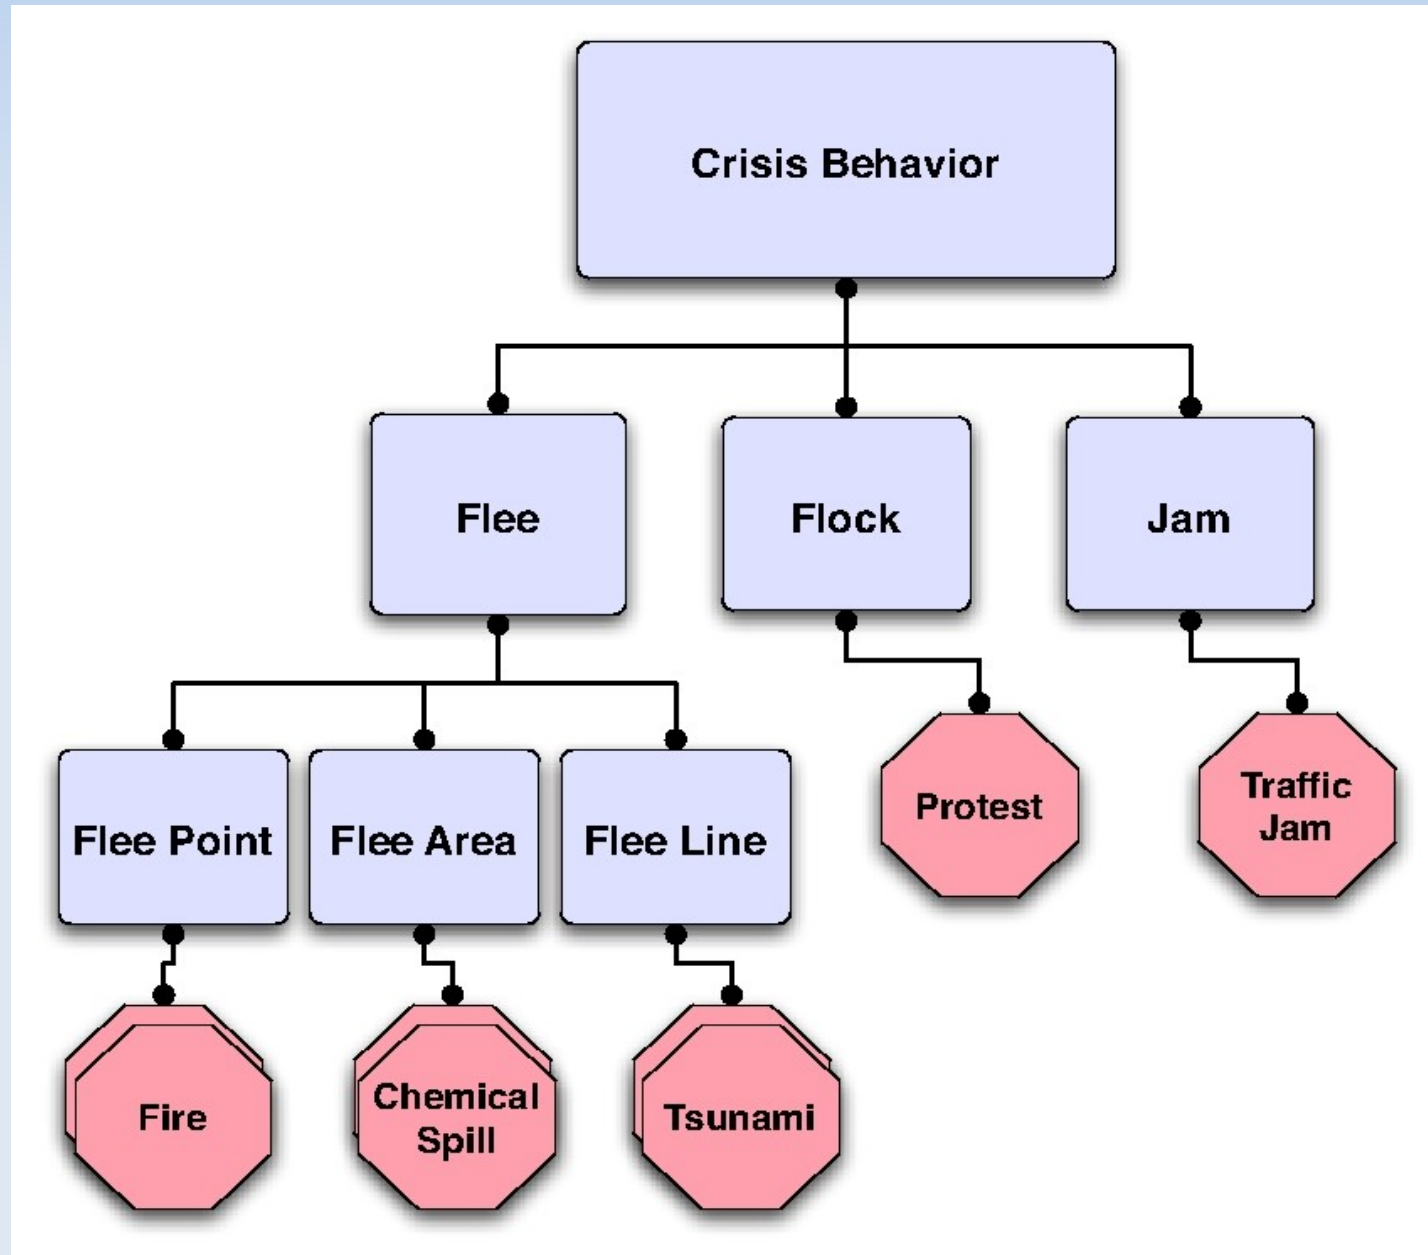 Crisis Behavior
Flee
Flock
Jam
Flee Point
Flee Area
Flee Line
Protest
Traffic
Jam
Fire
Chemical
Spill
Tsunami